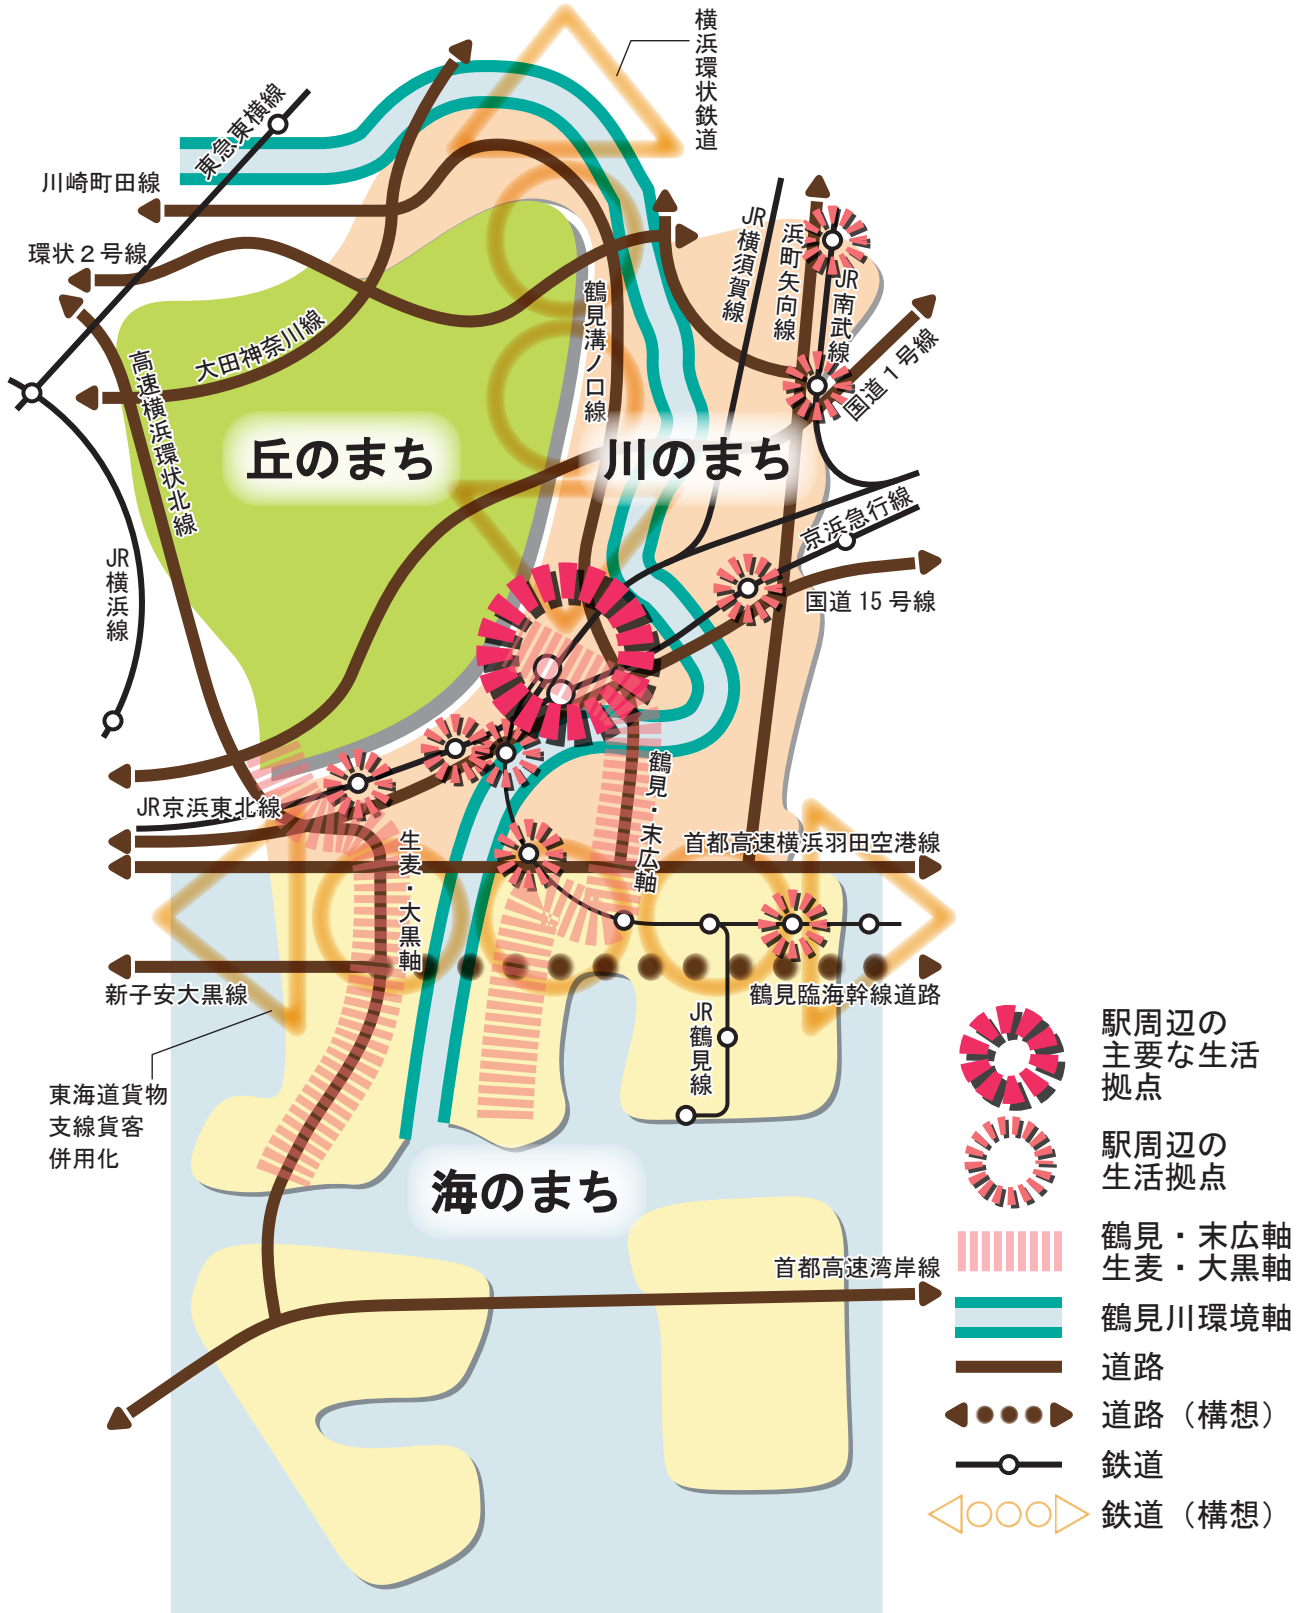 横浜環状鉄道
東急東横線
川崎町田線
環状２号線
JR横須賀線
浜町矢向線
JR南武線
国道１号線
鶴見溝ノ口線
大田神奈川線
高速横浜環状北線
丘のまち
川のまち
京浜急行線
国道15号線
JR横浜線
JR京浜東北線
鶴見・末広軸
生麦・大黒軸
首都高速横浜羽田空港線
新子安大黒線
鶴見臨海幹線道路
JR鶴見線
東海道貨物
支線貨客
併用化
海のまち
首都高速湾岸線
駅周辺の
主要な生活
拠点
駅周辺の
生活拠点
鶴見・末広軸
生麦・大黒軸
鶴見川環境軸
道路
道路（構想）
鉄道
鉄道（構想）